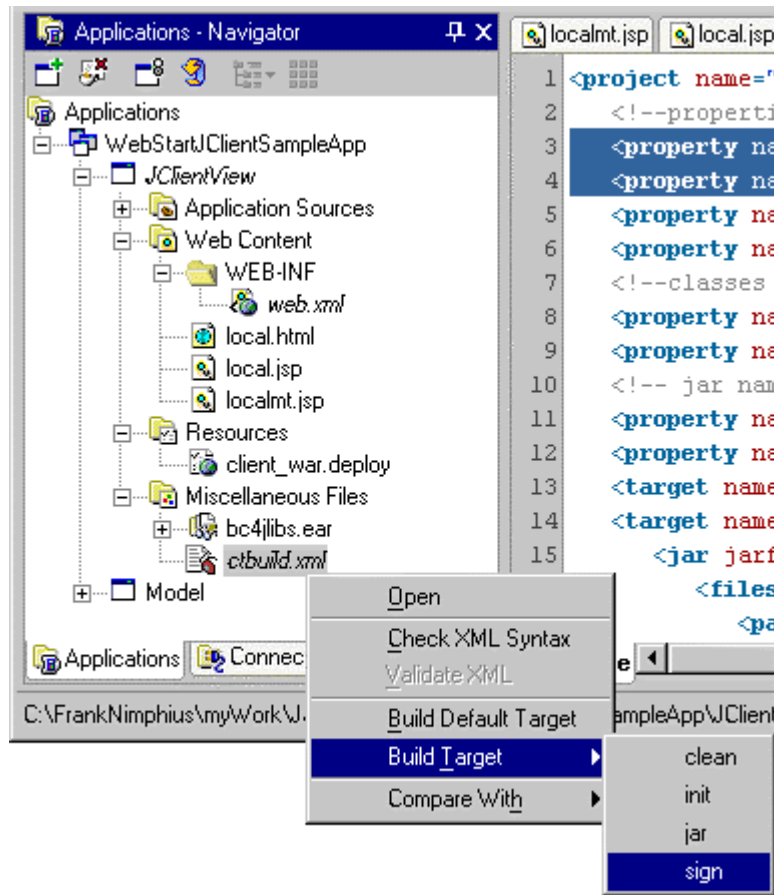 Applications - Navigator
Applications
WebStartJClientSampleApp
JClientView
Application Sources
Web Content
WEB-INF
web.xml
local.html
local.jsp
localmt.jsp
Resources
client_war.deploy
Miscellaneous Files
bc4jlibs.ear
ctbuild.xml
Model
Applications
Connec
C:\FrankNimphius\myWork\J
localmt.jsp local.jsp
1 <project name="
2 <!--properti
3 <property na
4 <property na
5 <property na
6 <property na
7 <!--classes
8 <property na
9 <property na
10 <!-- jar nam
11 <property na
12 <property na
13 <target name
14 <target name
15 <jar jarf
<files
<pa
e
ampleApp\JClient
Open
Check XML Syntax
Validate XML
Build Default Target
Build Target
Compare With
clean
init
jar
sign